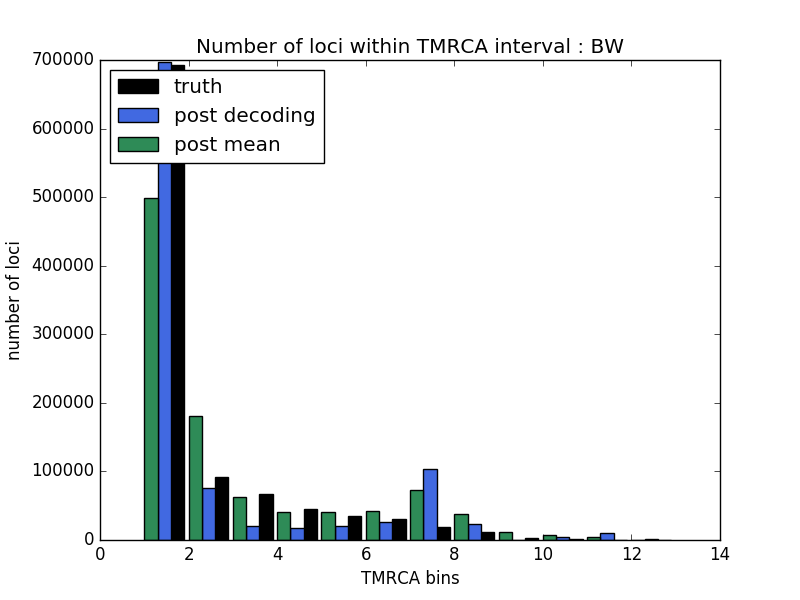 Number of loci within TMRCA interval : BW
700000
600000
500000
400000
300000
200000
100000
0
number of loci
truth
post decoding
post mean
0 2 4 6 8 10 12 14
TMRCA bins